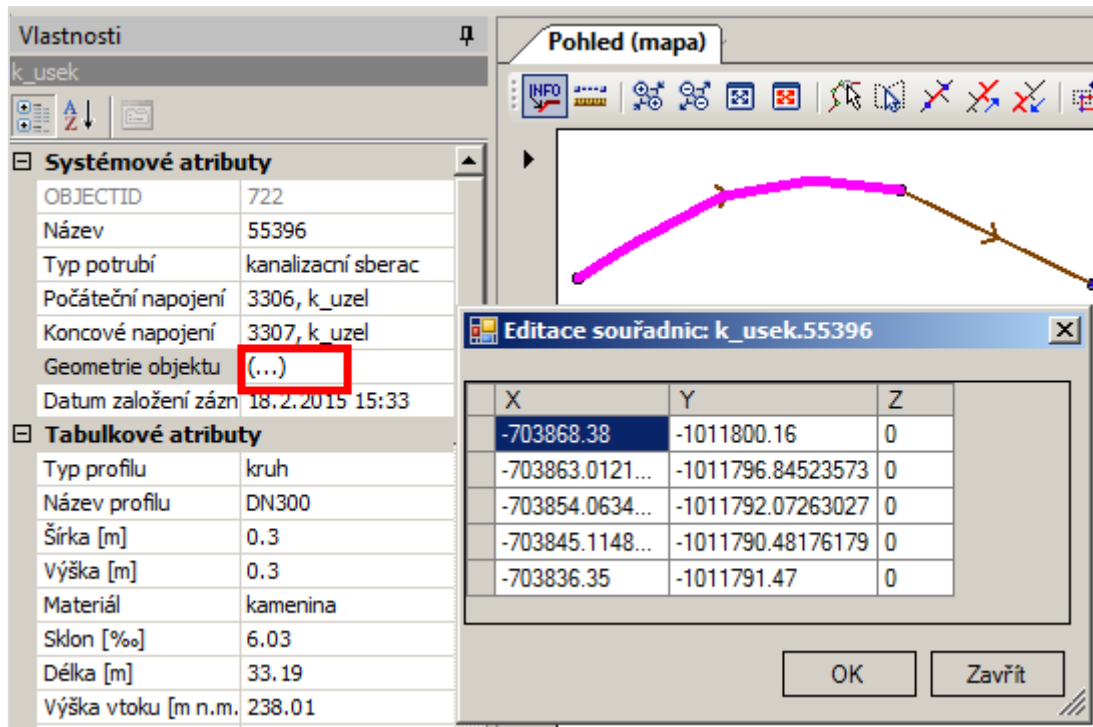 Vlastnosti
k_usek
Systémové atributy
OBJECTID 722
Název 55396
Typ potrubí kanalizacní sberac
Počáteční napojení 3306, k_uzel
Koncové napojení 3307, k_uzel
Geometrie objektu (...)
Datum založení zázn 18.2.2015 15:33
Tabulkové atributy
Typ profilu kruh
Název profilu DN300
Šírka [m] 0.3
Výška [m] 0.3
Materiál kamenina
Sklon [‰] 6.03
Délka [m] 33.19
Výška vtoku [m n.m. 238.01
Pohled (mapa)
INFO
Editace souřadnic: k_usek.55396
X Y Z
-703868.38 -1011800.16 0
-703863.0121... -1011796.84523573 0
-703854.0634... -1011792.07263027 0
-703845.1148... -1011790.48176179 0
-703836.35 -1011791.47 0
OK Zavřít